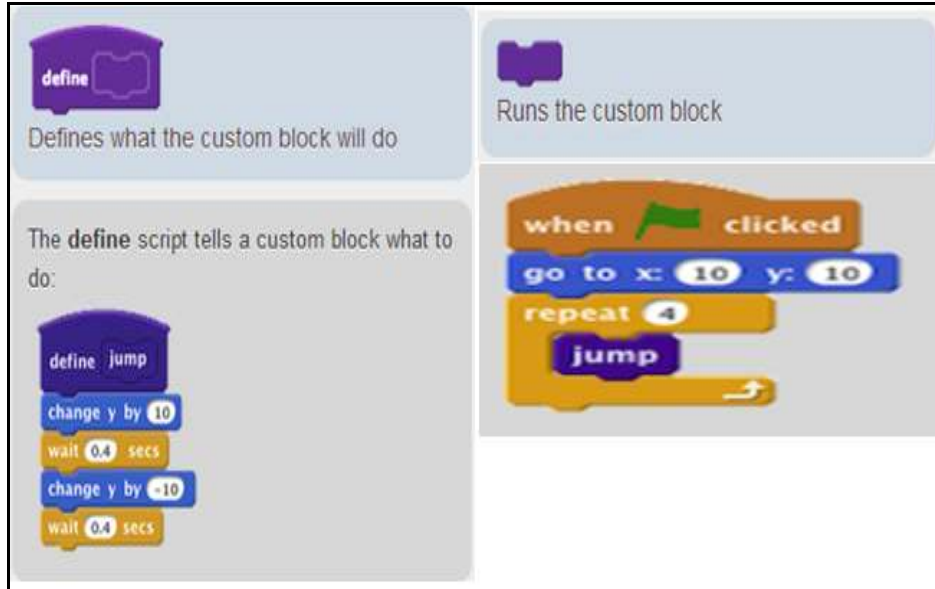 define
Defines what the custom block will do
The define script tells a custom block what to
do:
define jump
change y by 10
wait 0.4 secs
change y by -10
wait 0.4 secs
Runs the custom block
when clicked
go to x: 10 y: 10
repeat 4
jump